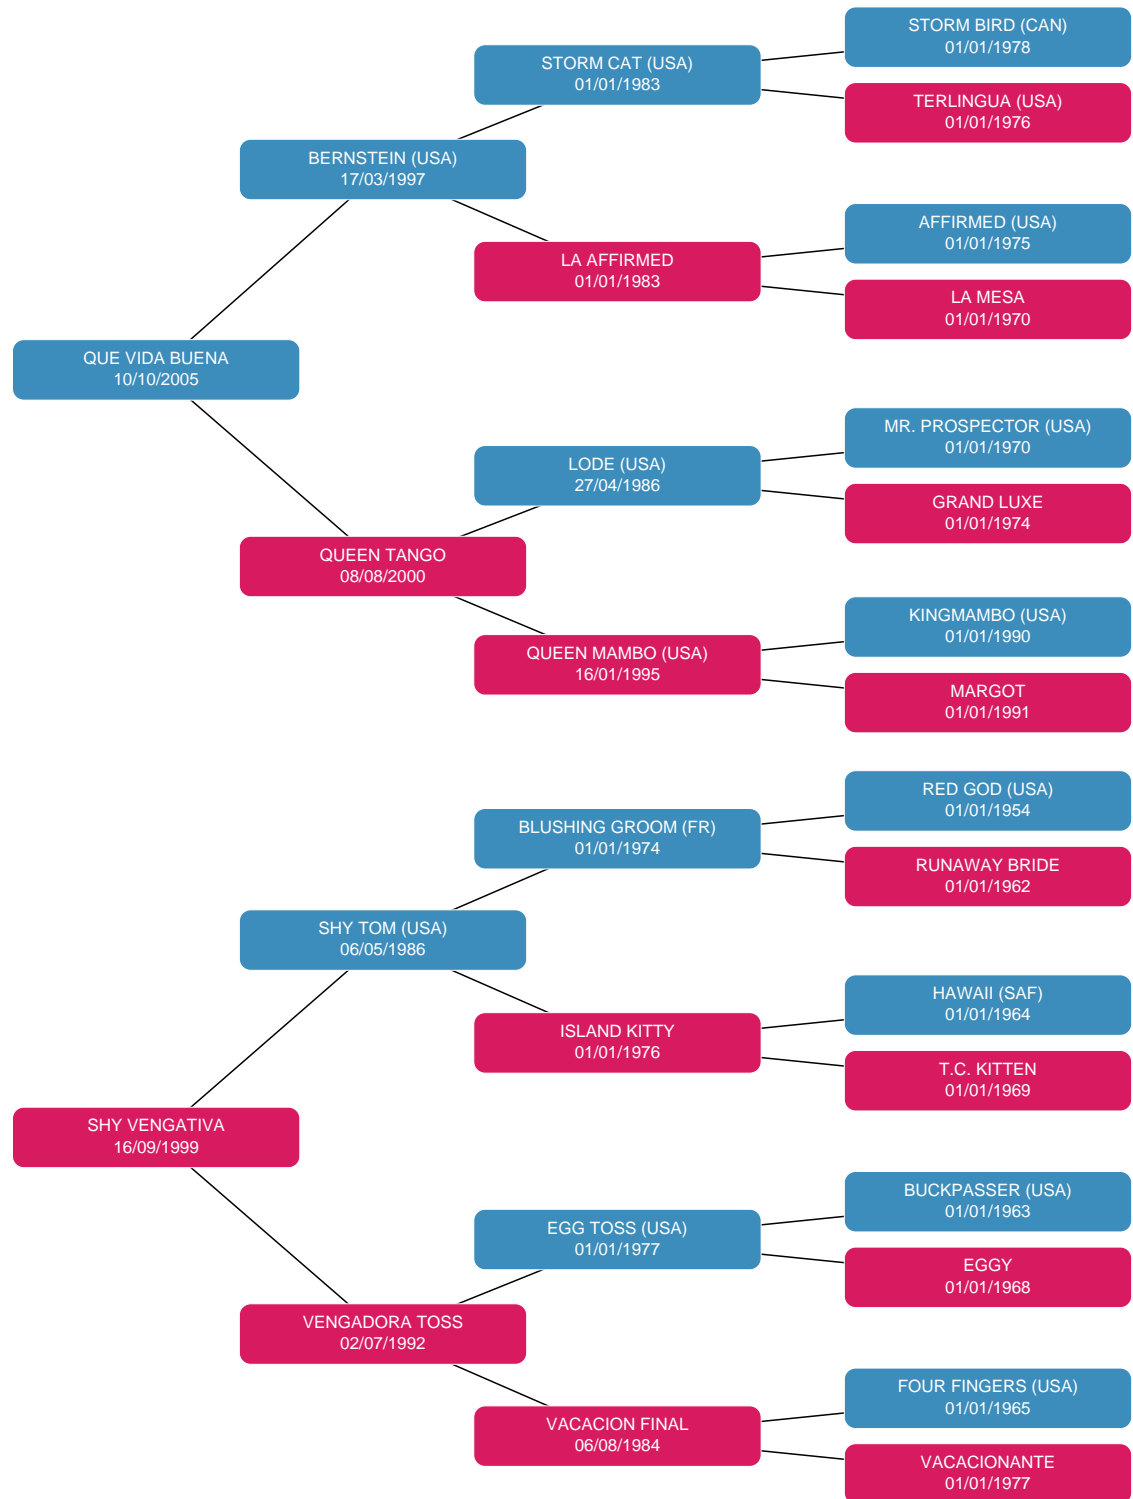 STORM BIRD (CAN)
01/01/1978
STORM CAT (USA)
01/01/1983
TERLINGUA (USA)
01/01/1976
BERNSTEIN (USA)
17/03/1997
AFFIRMED (USA)
01/01/1975
LA AFFIRMED
01/01/1983
LA MESA
01/01/1970
QUE VIDA BUENA
10/10/2005
MR. PROSPECTOR (USA)
01/01/1970
LODE (USA)
27/04/1986
GRAND LUXE
01/01/1974
QUEEN TANGO
08/08/2000
KINGMAMBO (USA)
01/01/1990
QUEEN MAMBO (USA)
16/01/1995
MARGOT
01/01/1991
RED GOD (USA)
01/01/1954
BLUSHING GROOM (FR)
01/01/1974
RUNAWAY BRIDE
01/01/1962
SHY TOM (USA)
06/05/1986
HAWAII (SAF)
01/01/1964
ISLAND KITTY
01/01/1976
T.C. KITTEN
01/01/1969
SHY VENGATIVA
16/09/1999
BUCKPASSER (USA)
01/01/1963
EGG TOSS (USA)
01/01/1977
EGGY
01/01/1968
VENGADORA TOSS
02/07/1992
FOUR FINGERS (USA)
01/01/1965
VACACION FINAL
06/08/1984
VACACIONANTE
01/01/1977